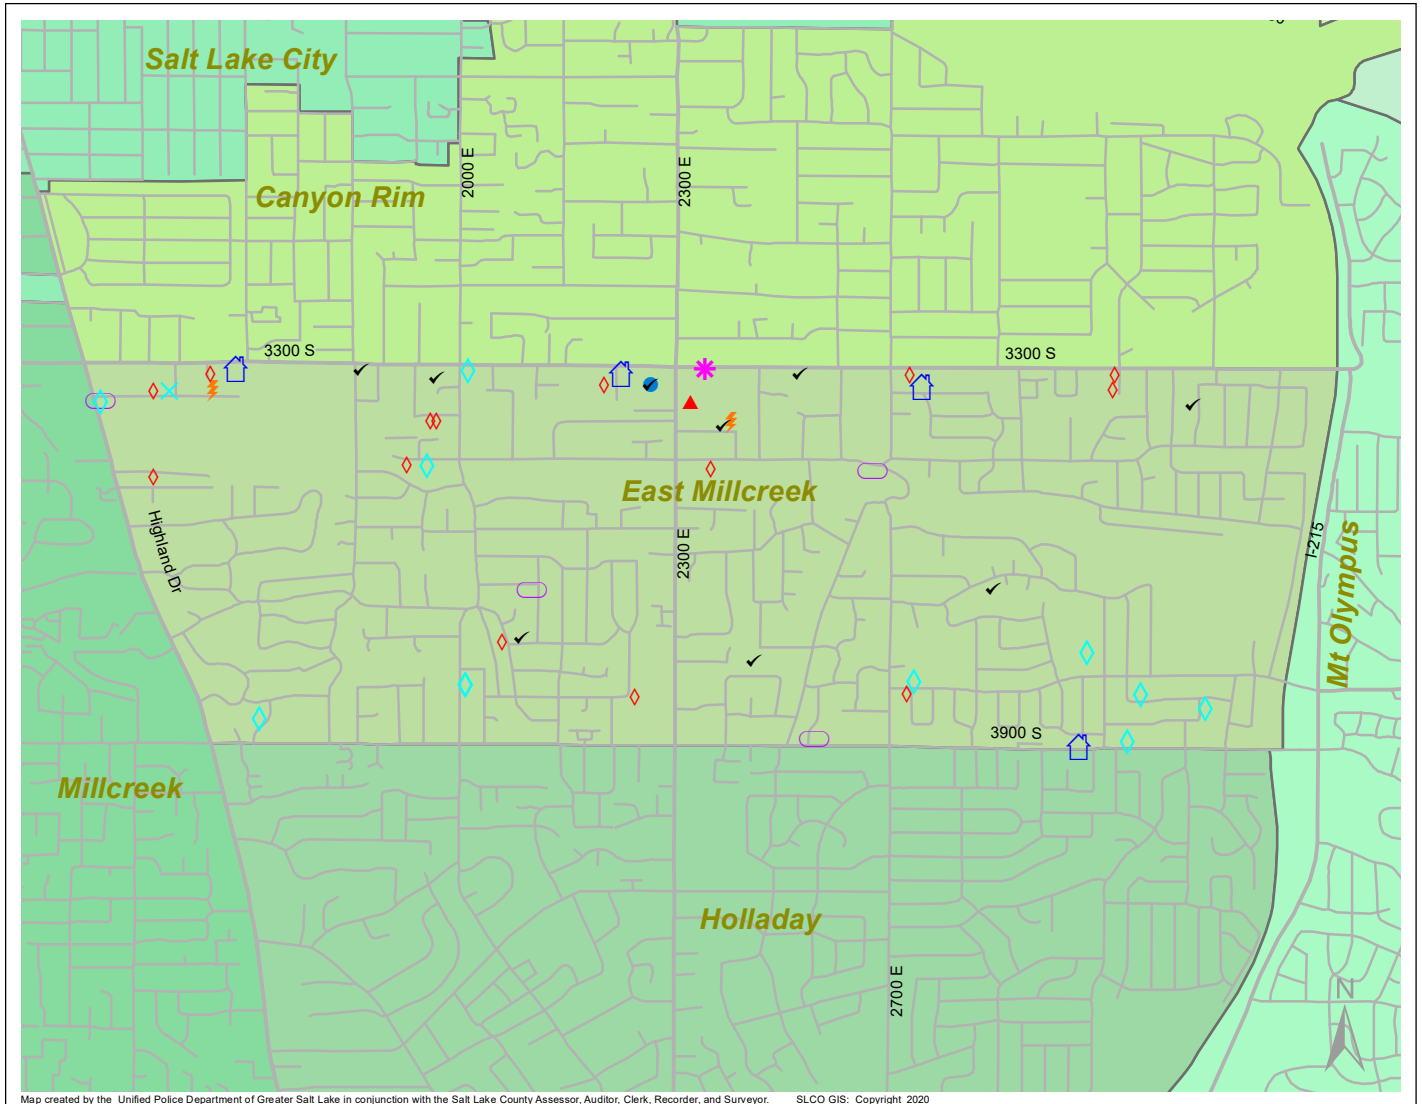 Salt Lake City
Canyon Rim
2000 E
2300 E
3300 S
3300 S
East Millcreek
Highland Dr
2300 E
I-215
Mt Olympus
3900 S
Millcreek
Holladay
2700 E
N
Map created by the Unified Police Department of Greater Salt Lake in conjunction with the Salt Lake County Assessor, Auditor, Clerk, Recorder, and Surveyor. SLCO GIS: Copyright 2020